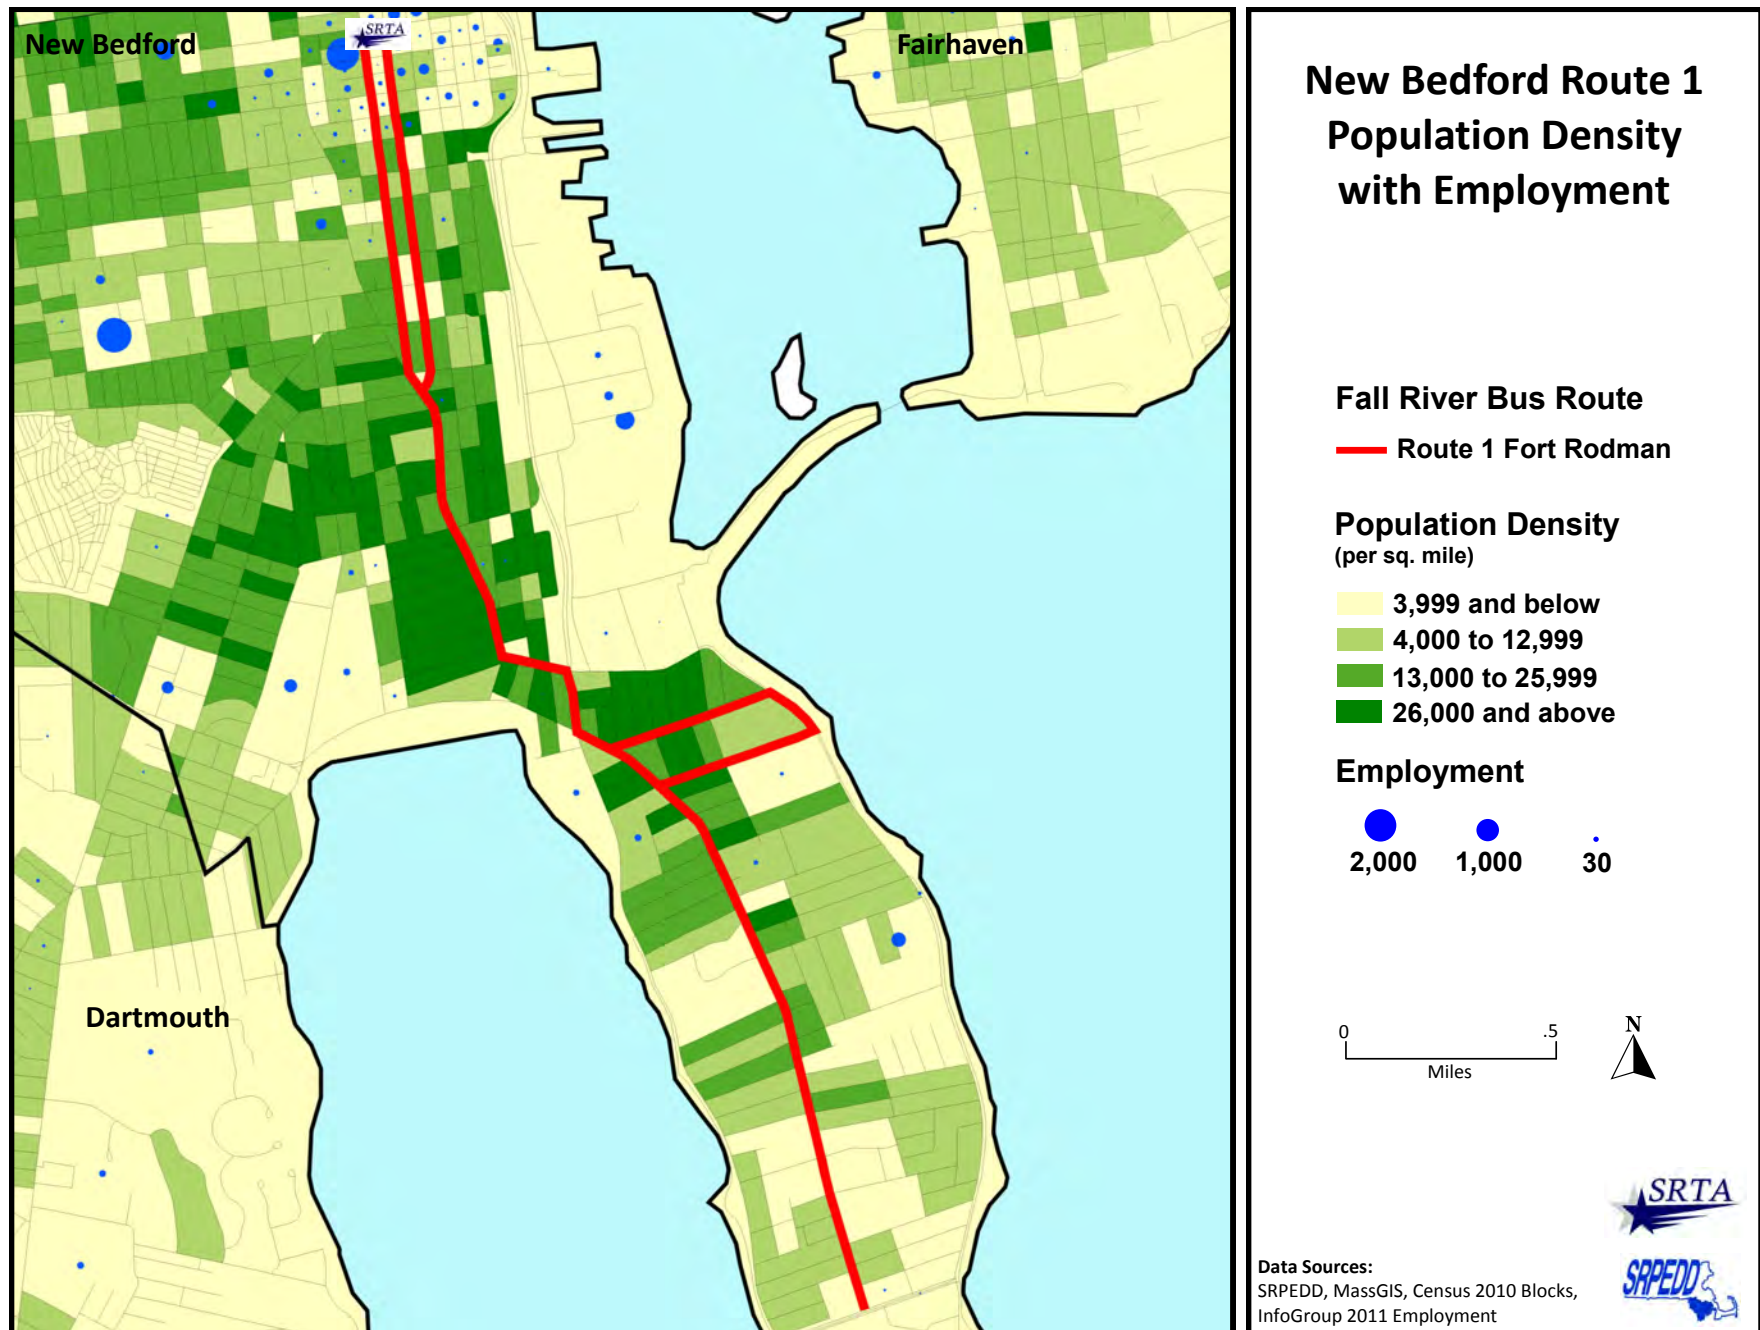 New Bedford
SRTA
Fairhaven
Dartmouth
New Bedford Route 1
Population Density
with Employment
Fall River Bus Route
Route 1 Fort Rodman
Population Density
(per sq. mile)
3,999 and below
4,000 to 12,999
13,000 to 25,999
26,000 and above
Employment
2,000 1,000 30
0 .5
Miles
N
SRTA
SRPEDD
Data Sources:
SRPEDD, MassGIS, Census 2010 Blocks,
InfoGroup 2011 Employment